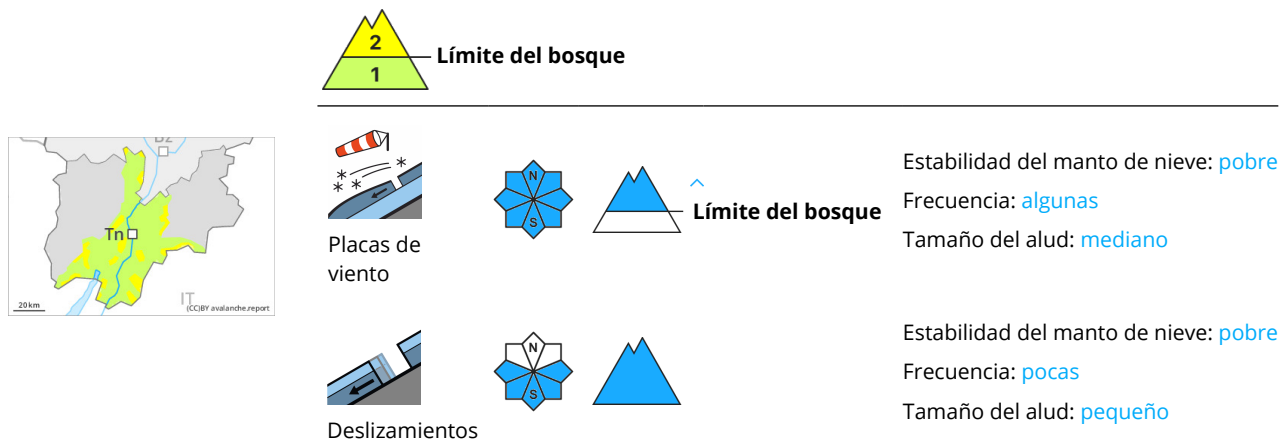 2
Límite del bosque
1
BZ
Tn
IT
20 km
(CC)BY avalanche.report
N
S
Placas de
viento
Límite del bosque
Estabilidad del manto de nieve: pobre
Frecuencia: algunas
Tamaño del alud: mediano
N
S
Deslizamientos
Estabilidad del manto de nieve: pobre
Frecuencia: pocas
Tamaño del alud: pequeño